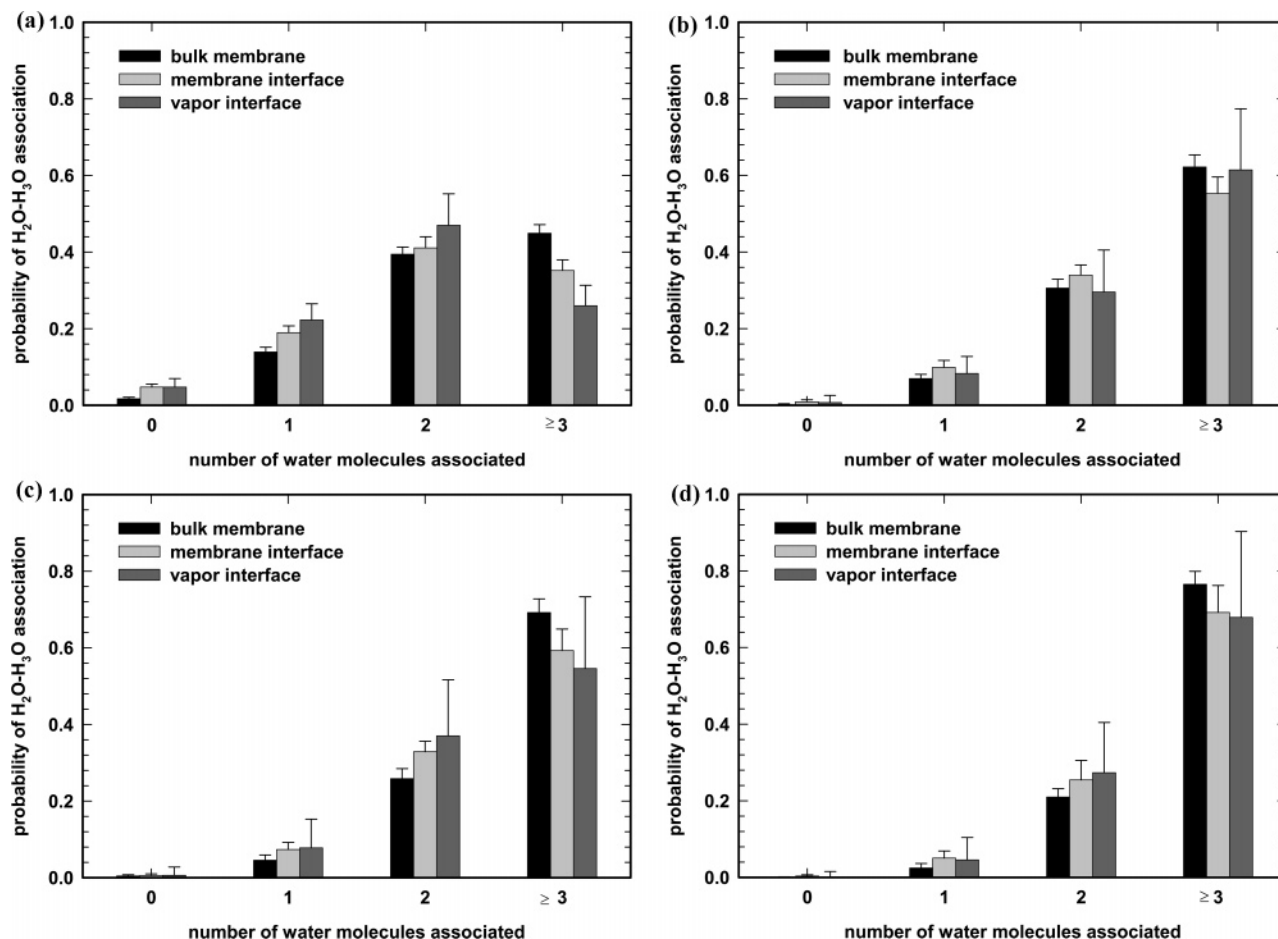 (a)
1.0
0.8
0.6
0.4
0.2
0.0
probability of H₂O-H₃O association
bulk membrane
membrane interface
vapor interface
0 1 2 ≥ 3
number of water molecules associated
(b)
1.0
0.8
0.6
0.4
0.2
0.0
probability of H₂O-H₃O association
bulk membrane
membrane interface
vapor interface
0 1 2 ≥ 3
number of water molecules associated
(c)
1.0
0.8
0.6
0.4
0.2
0.0
probability of H₂O-H₃O association
bulk membrane
membrane interface
vapor interface
0 1 2 ≥ 3
number of water molecules associated
(d)
1.0
0.8
0.6
0.4
0.2
0.0
probability of H₂O-H₃O association
bulk membrane
membrane interface
vapor interface
0 1 2 ≥ 3
number of water molecules associated